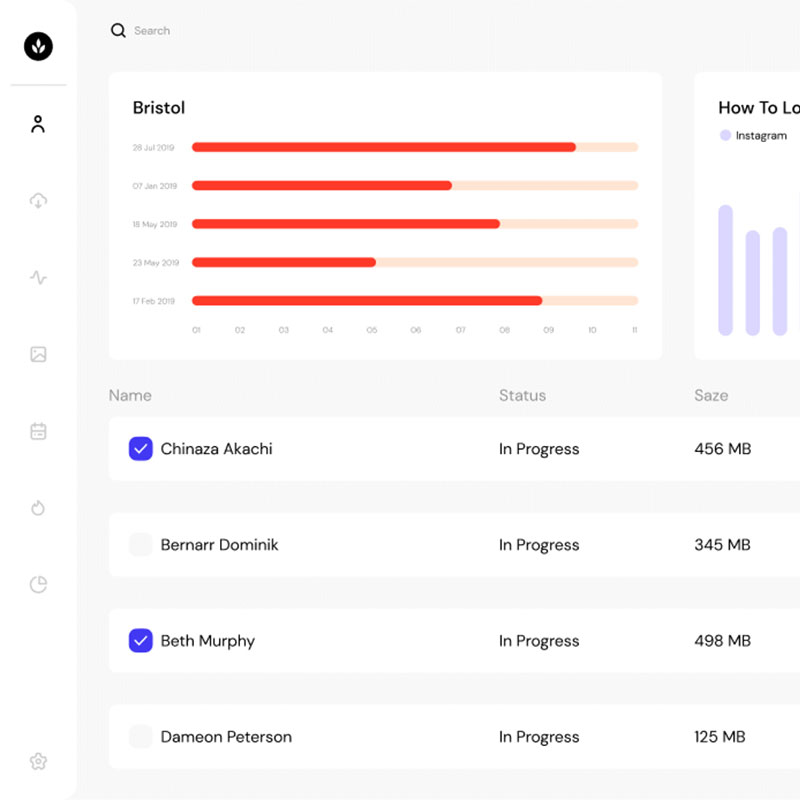 Search
Bristol
28 Jul 2019
07 Jan 2019
18 May 2019
23 May 2019
17 Feb 2019
01 02 03 04 05 06 07 08 09 10 11
How To Lo
Instagram
Name Status Saze
Chinaza Akachi In Progress 456 MB
Bernarr Dominik In Progress 345 MB
Beth Murphy In Progress 498 MB
Dameon Peterson In Progress 125 MB